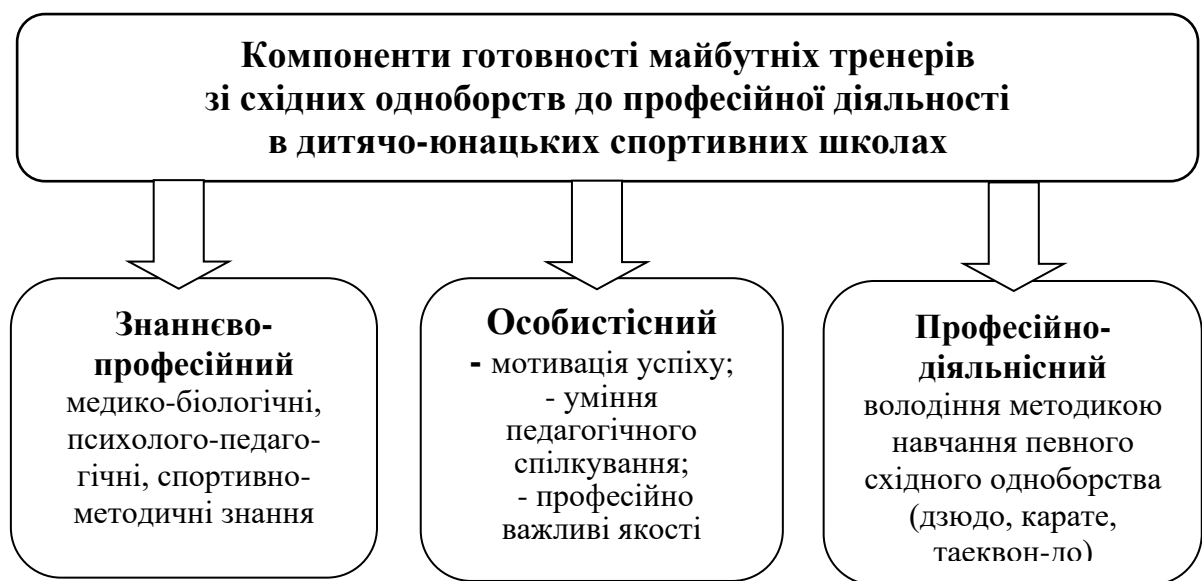 Компоненти готовності майбутніх тренерів
зі східних одноборств до професійної діяльності
в дитячо-юнацьких спортивних школах
Знаннєво-
професійний
медико-біологічні,
психолого-педаго-
гічні, спортивно-
методичні знання
Особистісний
- мотивація успіху;
- уміння
педагогічного
спілкування;
- професійно
важливі якості
Професійно-
діяльнісний
володіння методикою
навчання певного
східного одноборства
(дзюдо, карате,
таеквон-до)